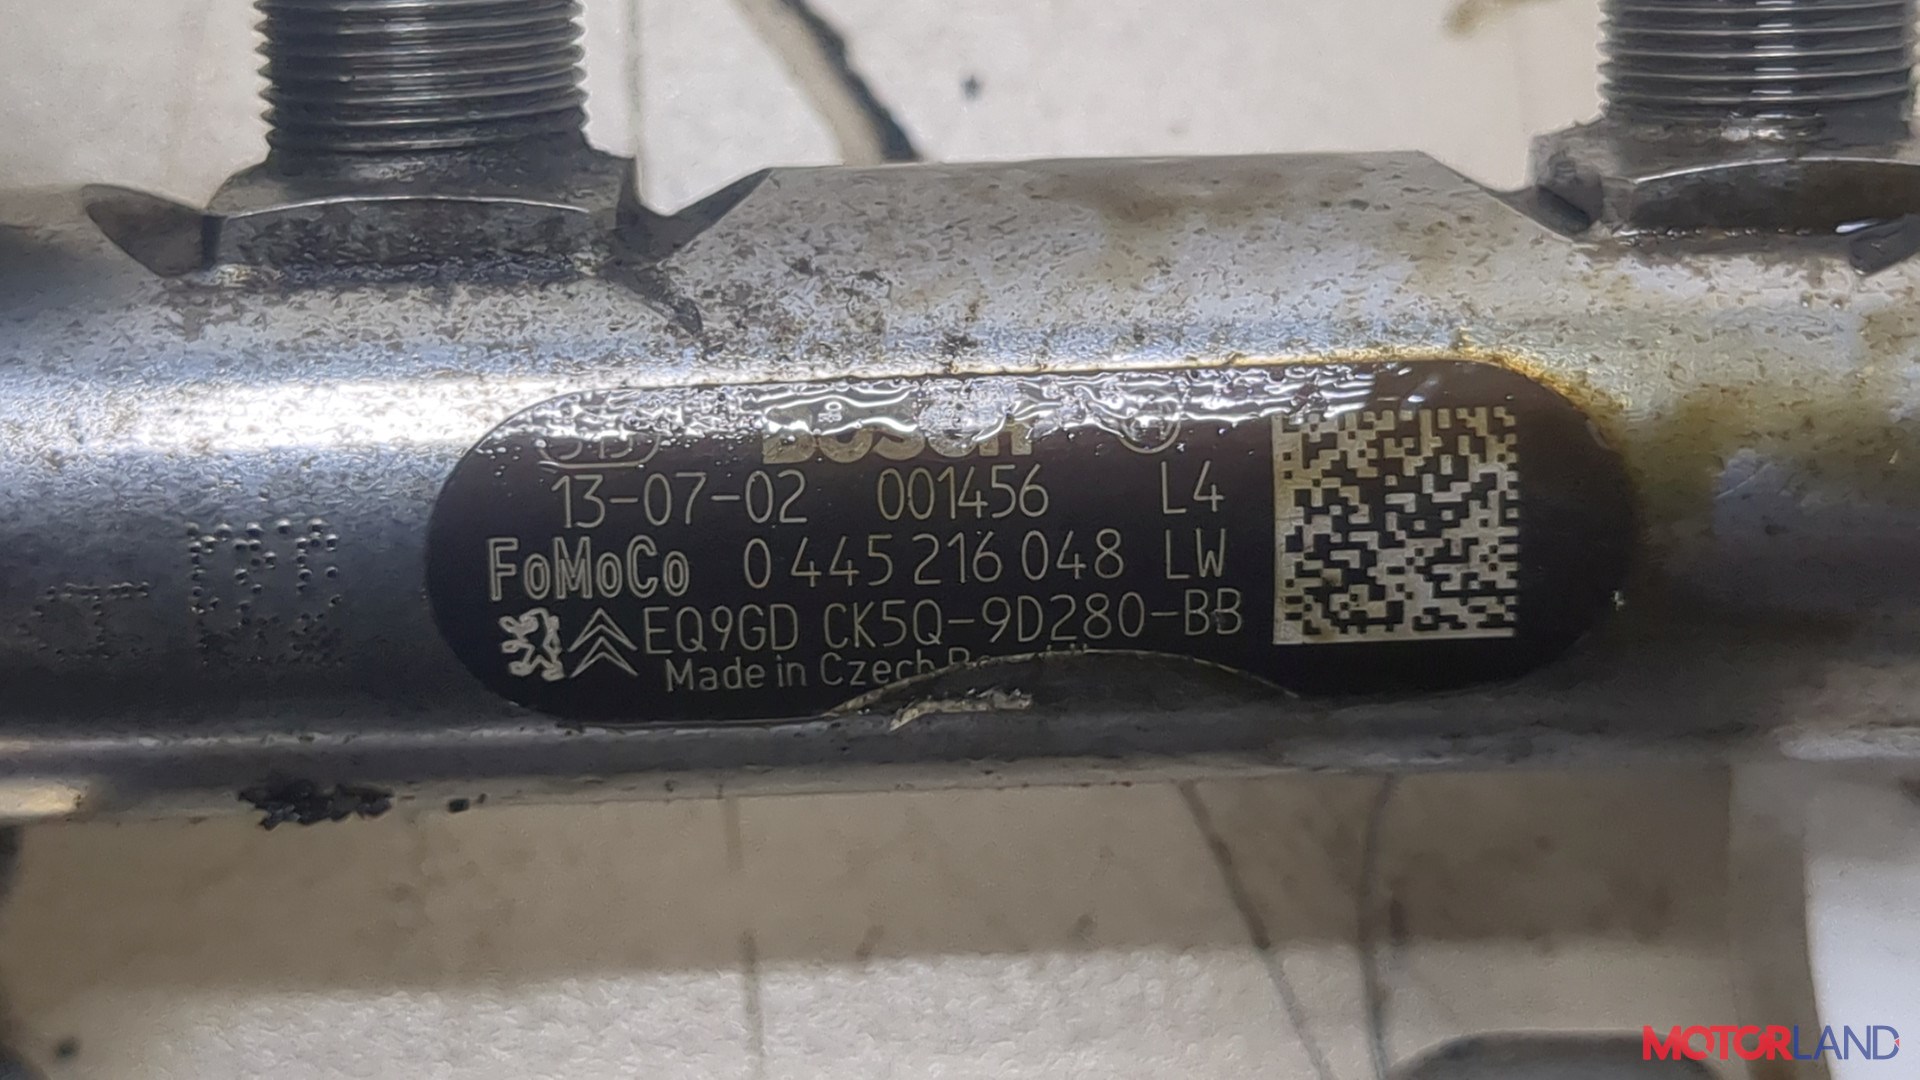 BOSCH
13-07-02 001456 L4
FoMoCo 0 445 216 048 LW
EQ9GD CK5Q-9D280-BB
Made in Czech
MOTORLAND